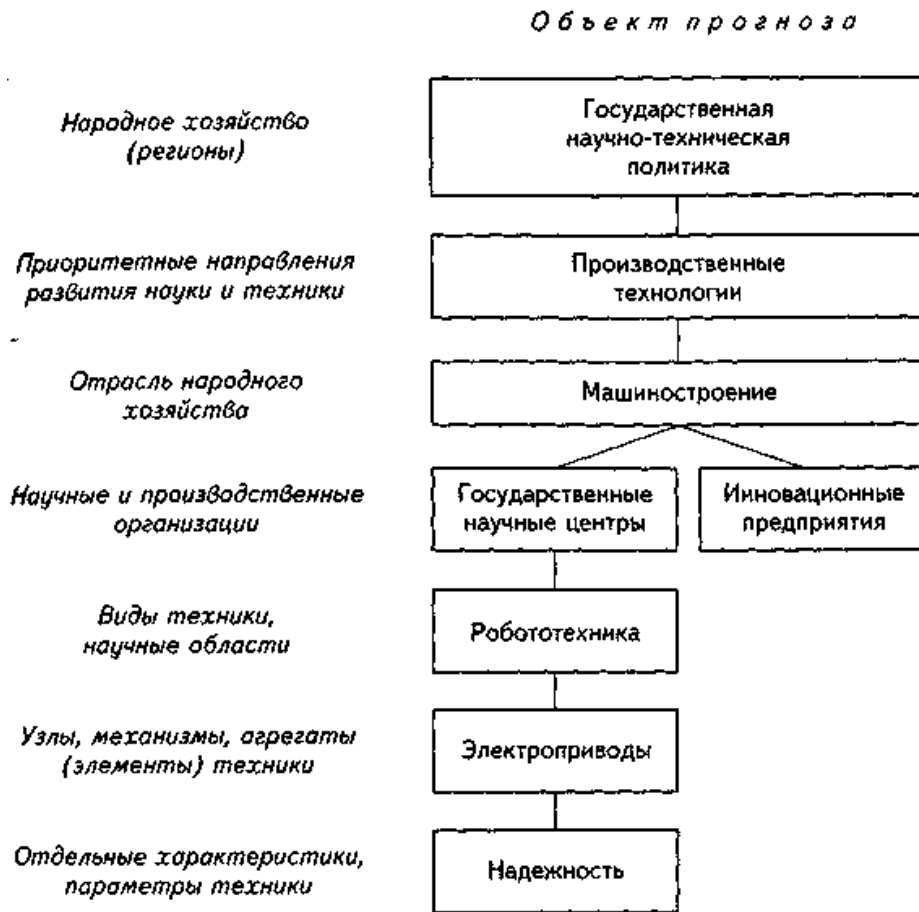 Объект прогноза
Народное хозяйство
(регионы)
Государственная
научно-техническая
политика
Приоритетные направления
развития науки и техники
Производственные
технологии
Отрасль народного
хозяйства
Машиностроение
Научные и производственные
организации
Государственные
научные центры
Инновационные
предприятия
Виды техники,
научные области
Робототехника
Узлы, механизмы, агрегаты
(элементы) техники
Электроприводы
Отдельные характеристики,
параметры техники
Надежность